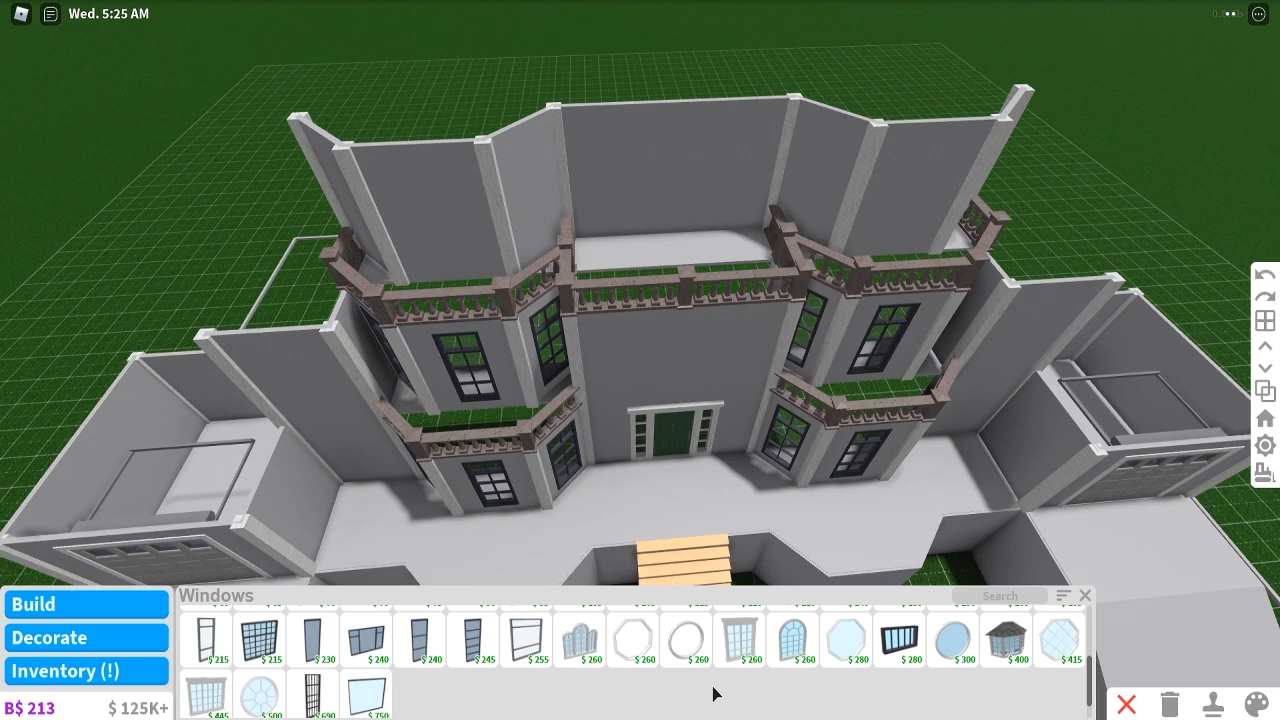 Wed. 5:25 AM
Build
Windows
Search
Decorate
Inventory (!)
B$ 213
$ 125K+
$ 215
$ 215
$ 230
$ 240
$ 240
$ 245
$ 255
$ 260
$ 260
$ 260
$ 260
$ 260
$ 280
$ 280
$ 300
$ 400
$ 415
$ 445
$ 500
$ 690
$ 750